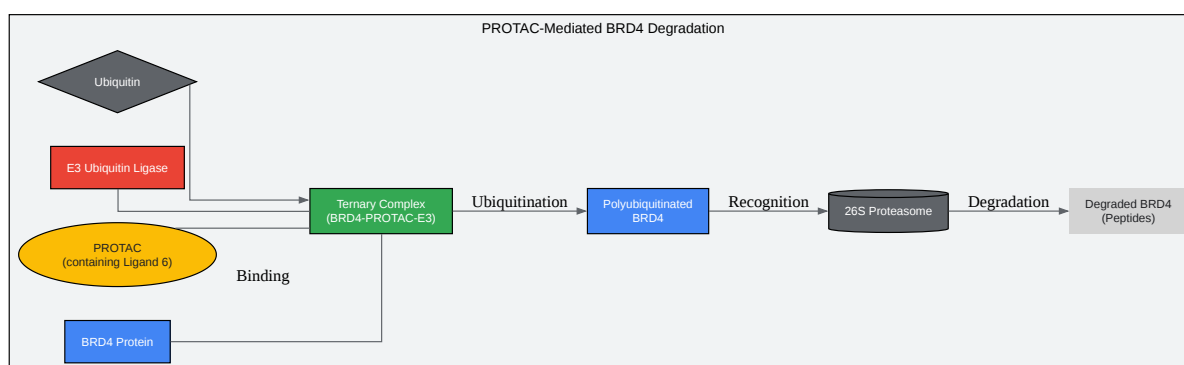 PROTAC-Mediated BRD4 Degradation
Ubiquitin
E3 Ubiquitin Ligase
PROTAC
(containing Ligand 6)
Binding
BRD4 Protein
Ternary Complex
(BRD4-PROTAC-E3)
Ubiquitination
Polyubiquitinated
BRD4
Recognition
26S Proteasome
Degradation
Degraded BRD4
(Peptides)